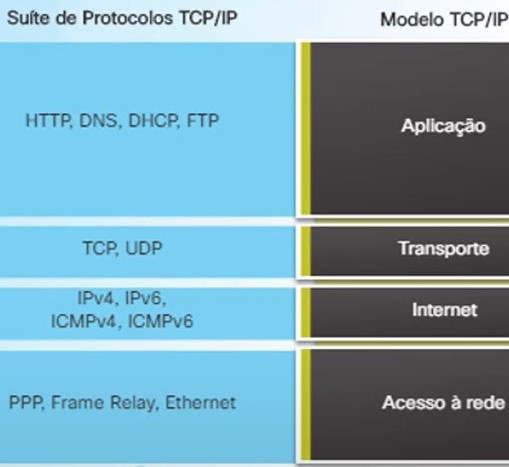 Suíte de Protocolos TCP/IP
Modelo TCP/IP
HTTP, DNS, DHCP, FTP
Aplicação
TCP, UDP
Transporte
IPv4, IPv6,
ICMPv4, ICMPv6
Internet
PPP, Frame Relay, Ethernet
Acesso à rede